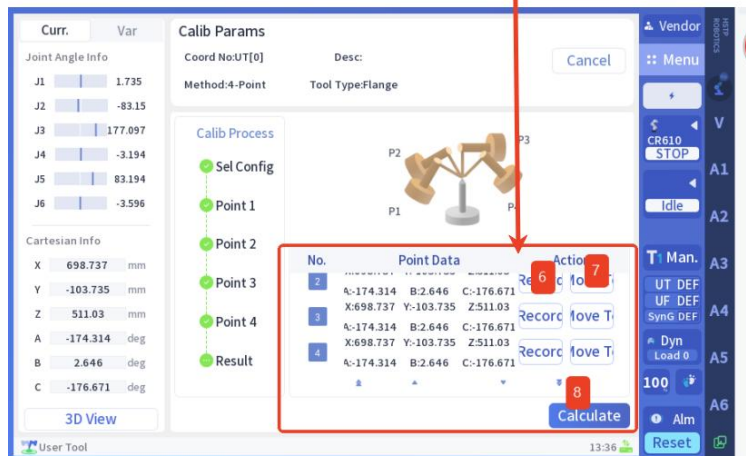 Curr. Var
Joint Angle Info
J1 1.735
J2 -83.15
J3 177.097
J4 -3.194
J5 83.194
J6 -3.596
Cartesian Info
X 698.737 mm
Y -103.735 mm
Z 511.03 mm
A -174.314 deg
B 2.646 deg
C -176.671 deg
3D View
User Tool
Calib Params
Coord No:UT[0] Desc:
Method:4-Point Tool Type:Flange
Cancel
Calib Process
Sel Config
Point 1
Point 2
Point 3
Point 4
Result
P2 P3
P1 P
No. Point Data Actio
6 7
2
A:-174.314 B:2.646 C:-176.671
X:698.737 Y:-103.735 Z:511.03
3 Record Move T
A:-174.314 B:2.646 C:-176.671
X:698.737 Y:-103.735 Z:511.03
4 Record Move T
A:-174.314 B:2.646 C:-176.671
8
Calculate
13:36
Vendor
Menu
CR610
STOP
Idle
T1 Man.
UT DEF
UF DEF
SynG DEF
Dyn
Load 0
100
Alm
Reset
HSTP
ROBOTICS
V
A1
A2
A3
A4
A5
A6